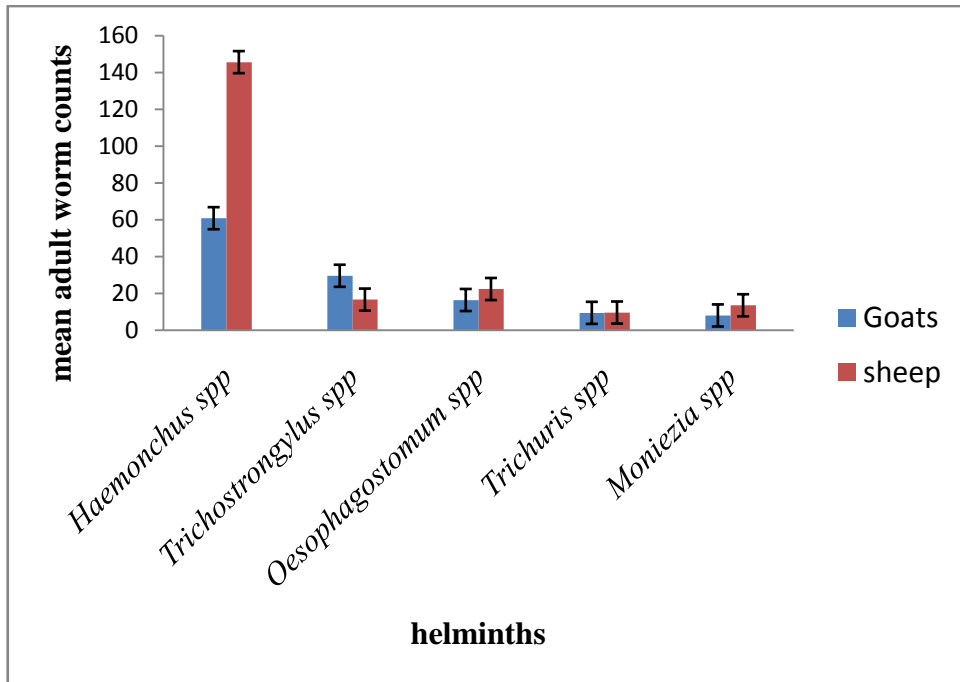 mean adult worm counts
160
140
120
100
80
60
40
20
0
Haemonchus spp
Trichostrongylus spp
Oesophagostomum spp
Trichuris spp
Moniezia spp
helminths
Goats
sheep